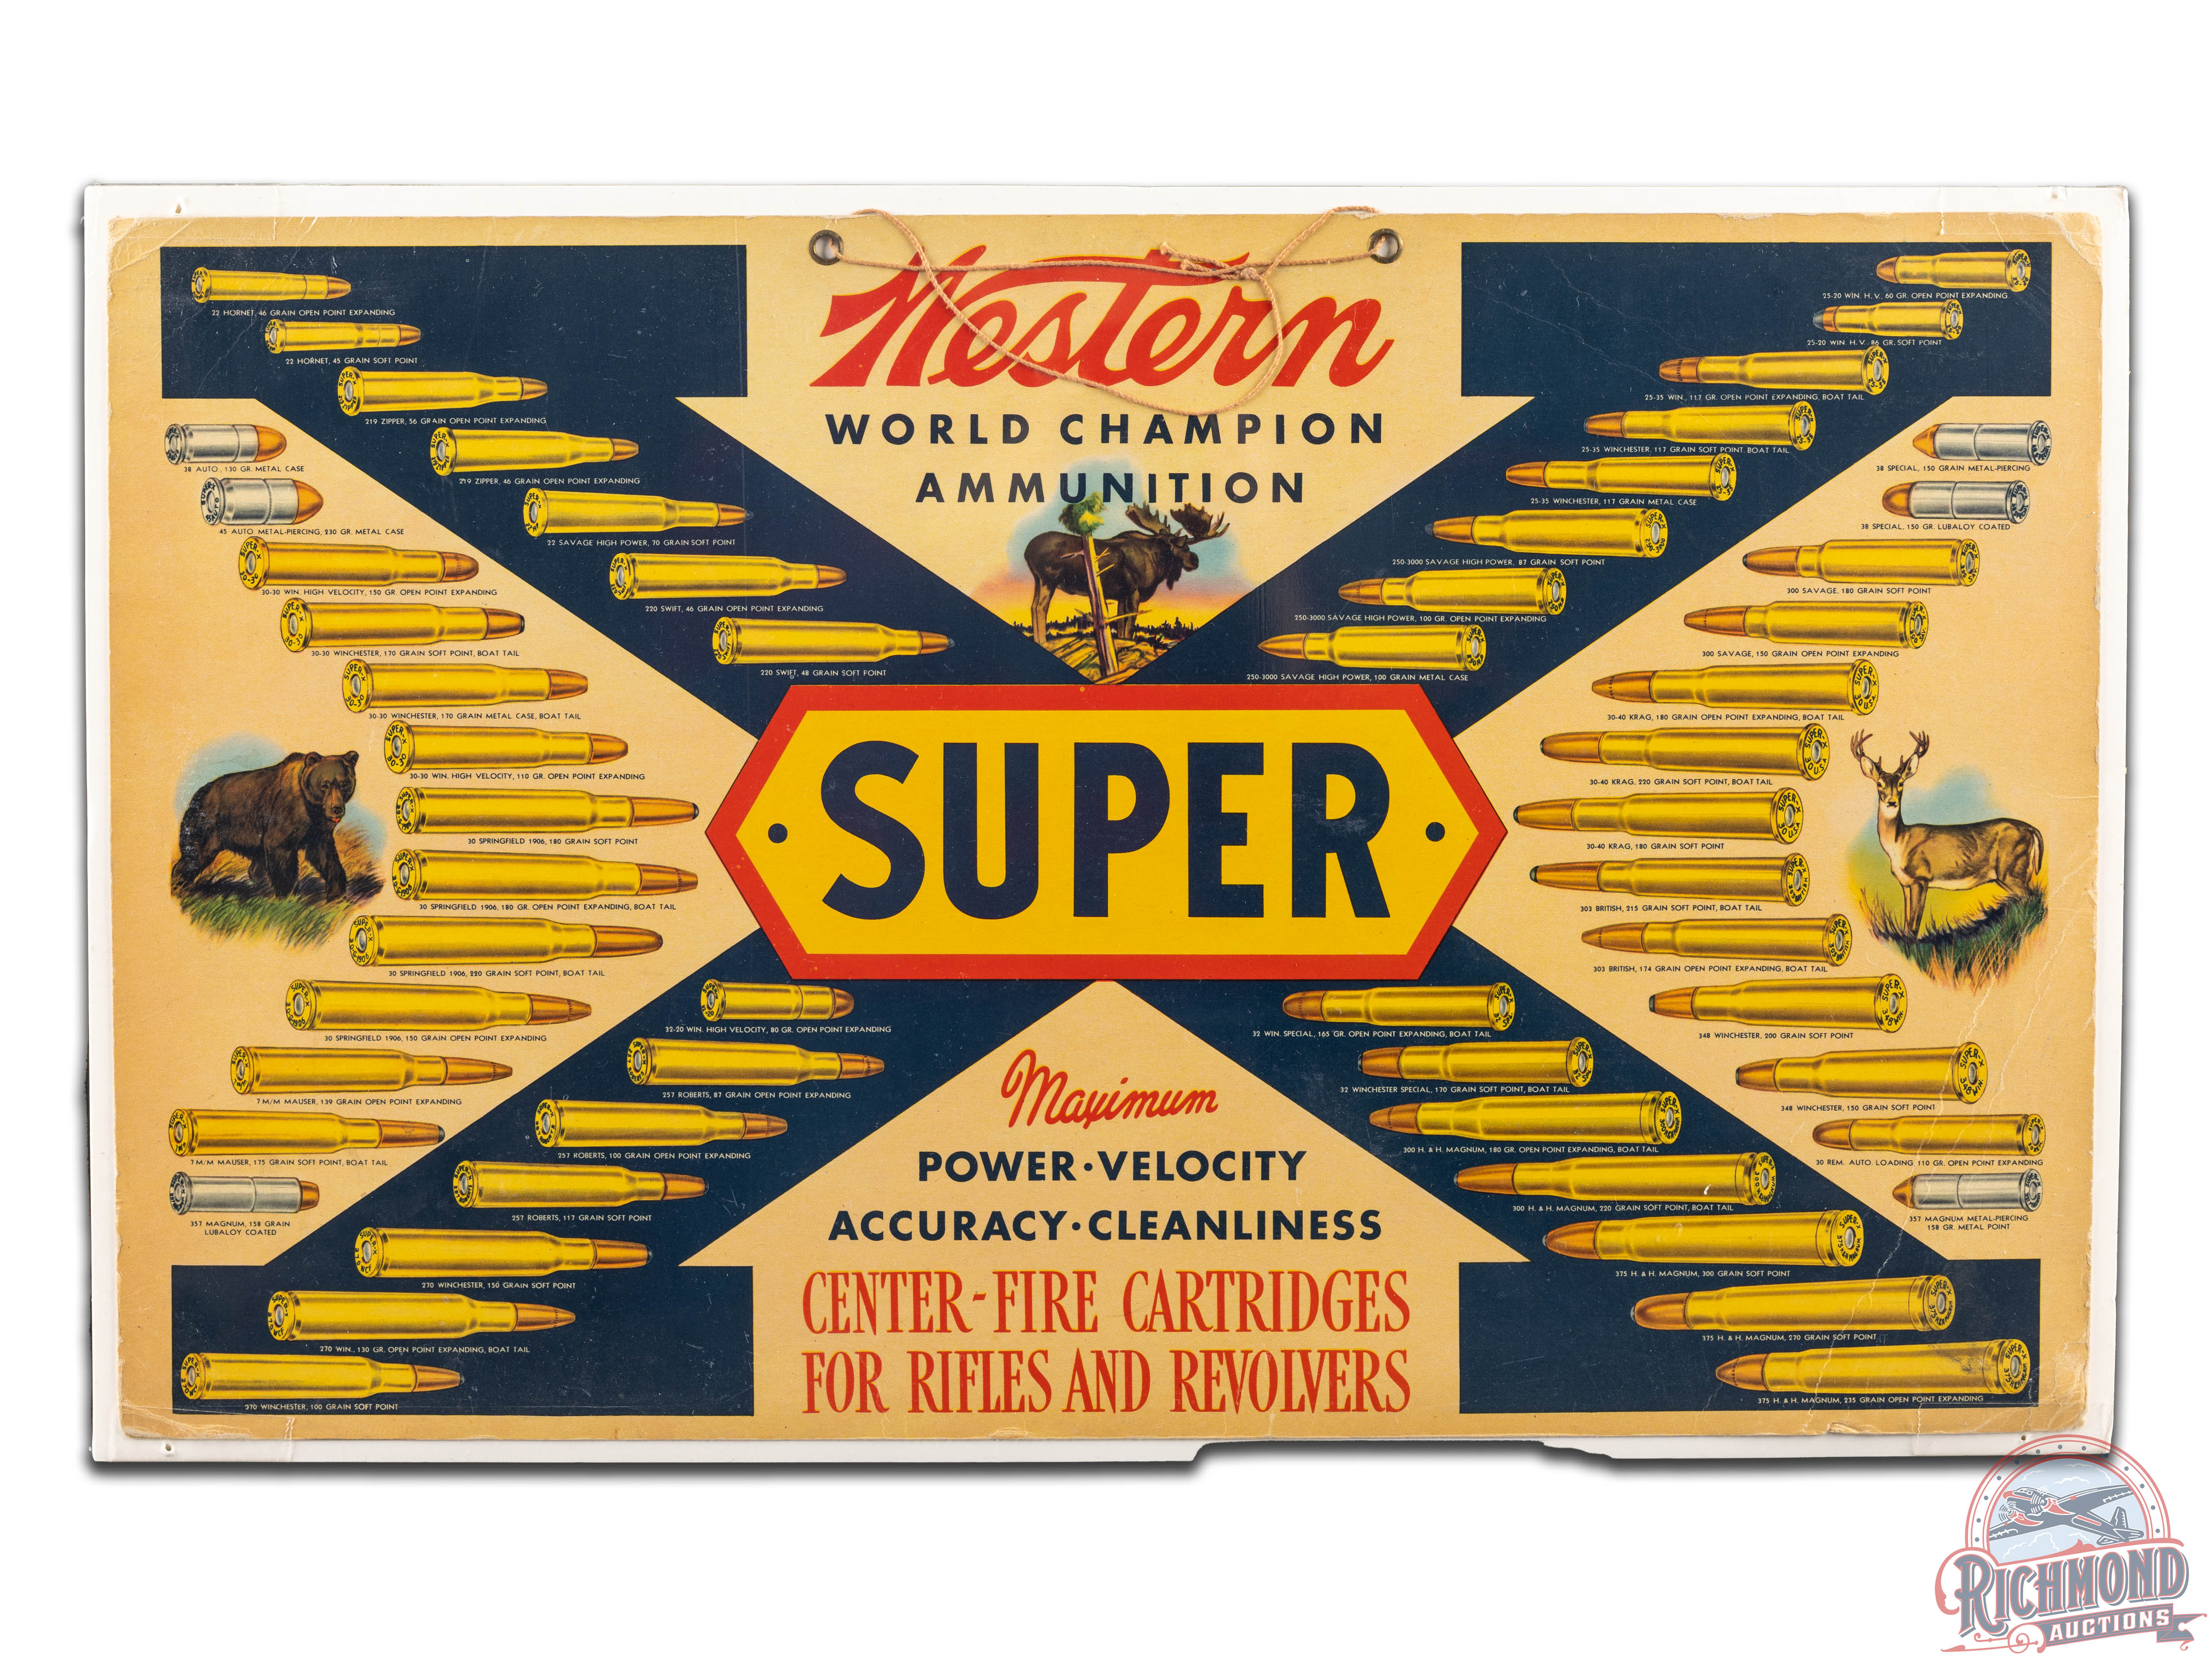 Western
WORLD CHAMPION
AMMUNITION
22 HORNET, 46 GRAIN OPEN POINT EXPANDING
22 HORNET, 45 GRAIN SOFT POINT
219 ZIPPER, 56 GRAIN OPEN POINT EXPANDING
219 ZIPPER, 46 GRAIN OPEN POINT EXPANDING
22 SAVAGE HIGH POWER, 70 GRAIN SOFT POINT
220 SWIFT, 46 GRAIN OPEN POINT EXPANDING
220 SWIFT, 48 GRAIN SOFT POINT
25-20 WIN. H.V. 60 GR. OPEN POINT EXPANDING
25-20 WIN. H.V. 86 GR. SOFT POINT
25-35 WIN., 117 GR. OPEN POINT EXPANDING, BOAT TAIL
25-35 WINCHESTER, 117 GRAIN SOFT POINT, BOAT TAIL
25-35 WINCHESTER, 117 GRAIN METAL CASE
250-3000 SAVAGE HIGH POWER, 87 GRAIN SOFT POINT
250-3000 SAVAGE HIGH POWER, 100 GR. OPEN POINT EXPANDING
250-3000 SAVAGE HIGH POWER, 100 GRAIN METAL CASE
38 AUTO., 130 GR. METAL CASE
45 AUTO. METAL-PIERCING, 230 GR. METAL CASE
30-30 WIN. HIGH VELOCITY, 150 GR. OPEN POINT EXPANDING
30-30 WINCHESTER, 170 GRAIN SOFT POINT, BOAT TAIL
30-30 WINCHESTER, 170 GRAIN METAL CASE, BOAT TAIL
30-30 WIN. HIGH VELOCITY, 110 GR. OPEN POINT EXPANDING
30 SPRINGFIELD 1906, 180 GRAIN SOFT POINT
30 SPRINGFIELD 1906, 180 GR. OPEN POINT EXPANDING, BOAT TAIL
30 SPRINGFIELD 1906, 220 GRAIN SOFT POINT, BOAT TAIL
30 SPRINGFIELD 1906, 150 GRAIN OPEN POINT EXPANDING
7 M/M MAUSER, 139 GRAIN OPEN POINT EXPANDING
7 M/M MAUSER, 175 GRAIN SOFT POINT, BOAT TAIL
357 MAGNUM, 158 GRAIN
LUBALOY COATED
·SUPER·
38 SPECIAL, 150 GRAIN METAL-PIERCING
38 SPECIAL, 150 GR. LUBALOY COATED
300 SAVAGE, 180 GRAIN SOFT POINT
300 SAVAGE, 150 GRAIN OPEN POINT EXPANDING
30-40 KRAG, 180 GRAIN OPEN POINT EXPANDING, BOAT TAIL
30-40 KRAG, 220 GRAIN SOFT POINT, BOAT TAIL
30-40 KRAG, 180 GRAIN SOFT POINT
303 BRITISH, 215 GRAIN SOFT POINT, BOAT TAIL
303 BRITISH, 174 GRAIN OPEN POINT EXPANDING, BOAT TAIL
348 WINCHESTER, 200 GRAIN SOFT POINT
348 WINCHESTER, 150 GRAIN SOFT POINT
30 REM. AUTO. LOADING 110 GR. OPEN POINT EXPANDING
357 MAGNUM METAL-PIERCING
158 GR. METAL POINT
32-20 WIN. HIGH VELOCITY, 80 GR. OPEN POINT EXPANDING
257 ROBERTS, 87 GRAIN OPEN POINT EXPANDING
257 ROBERTS, 100 GRAIN OPEN POINT EXPANDING
257 ROBERTS, 117 GRAIN SOFT POINT
270 WINCHESTER, 150 GRAIN SOFT POINT
270 WIN., 130 GR. OPEN POINT EXPANDING, BOAT TAIL
270 WINCHESTER, 100 GRAIN SOFT POINT
32 WIN. SPECIAL, 165 GR. OPEN POINT EXPANDING, BOAT TAIL
32 WINCHESTER SPECIAL, 170 GRAIN SOFT POINT, BOAT TAIL
300 H. & H. MAGNUM, 180 GR. OPEN POINT EXPANDING, BOAT TAIL
300 H. & H. MAGNUM, 220 GRAIN SOFT POINT, BOAT TAIL
375 H. & H. MAGNUM, 300 GRAIN SOFT POINT
375 H. & H. MAGNUM, 270 GRAIN SOFT POINT
375 H. & H. MAGNUM, 235 GRAIN OPEN POINT EXPANDING
Maximum
POWER·VELOCITY
ACCURACY·CLEANLINESS
CENTER-FIRE CARTRIDGES
FOR RIFLES AND REVOLVERS
RICHMOND
AUCTIONS